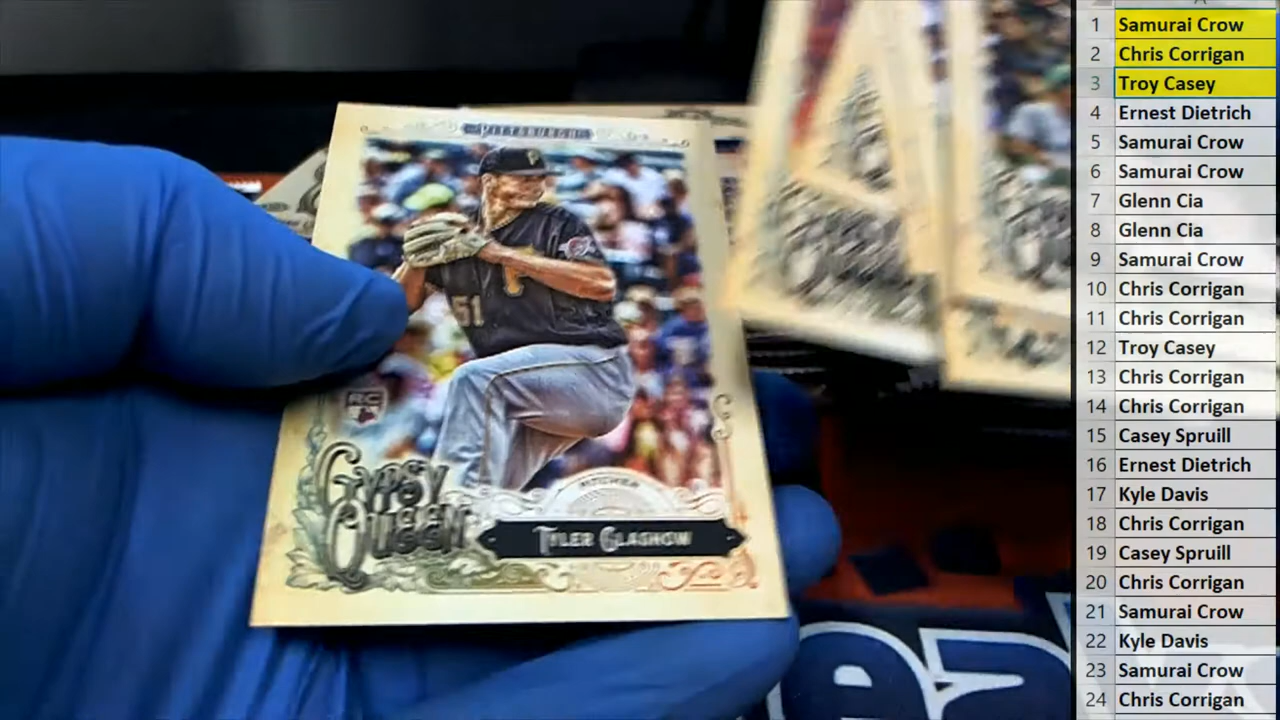 PITTSBURGH
P
P
51
RC
GYPSY
QUEEN
PITCHER
TYLER GLASNOW
1 Samurai Crow
2 Chris Corrigan
3 Troy Casey
4 Ernest Dietrich
5 Samurai Crow
6 Samurai Crow
7 Glenn Cia
8 Glenn Cia
9 Samurai Crow
10 Chris Corrigan
11 Chris Corrigan
12 Troy Casey
13 Chris Corrigan
14 Chris Corrigan
15 Casey Spruill
16 Ernest Dietrich
17 Kyle Davis
18 Chris Corrigan
19 Casey Spruill
20 Chris Corrigan
21 Samurai Crow
22 Kyle Davis
23 Samurai Crow
24 Chris Corrigan